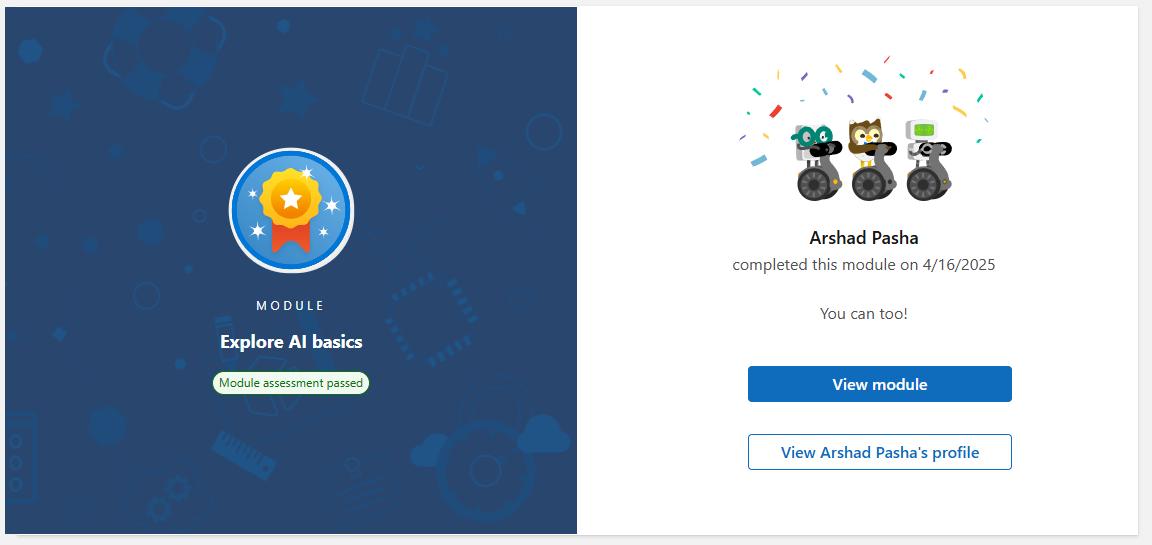 MODULE
Explore AI basics
Module assessment passed
Arshad Pasha
completed this module on 4/16/2025
You can too!
View module
View Arshad Pasha's profile